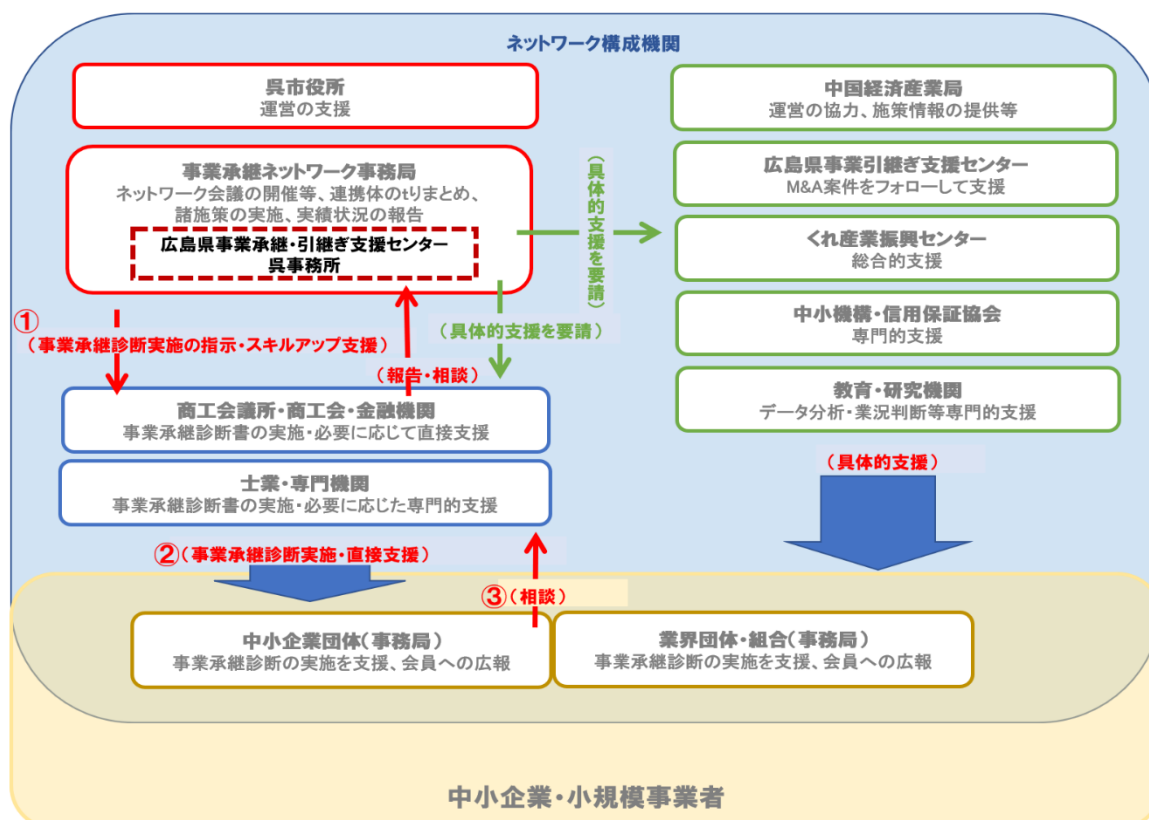 ネットワーク構成機関
呉市役所
運営の支援
事業承継ネットワーク事務局
ネットワーク会議の開催等、連携体のtりまとめ、
諸施策の実施、実績状況の報告
広島県事業承継・引継ぎ支援センター
呉事務所
(具体的支援を要請)
中国経済産業局
運営の協力、施策情報の提供等
広島県事業引継ぎ支援センター
M&A案件をフォローして支援
くれ産業振興センター
総合的支援
中小機構・信用保証協会
専門的支援
教育・研究機関
データ分析・業況判断等専門的支援
①
(事業承継診断実施の指示・スキルアップ支援)
(報告・相談)
(具体的支援を要請)
商工会議所・商工会・金融機関
事業承継診断書の実施・必要に応じて直接支援
士業・専門機関
事業承継診断書の実施・必要に応じた専門的支援
(具体的支援)
②(事業承継診断実施・直接支援)
③(相談)
中小企業団体(事務局)
事業承継診断の実施を支援、会員への広報
業界団体・組合(事務局)
事業承継診断の実施を支援、会員への広報
中小企業・小規模事業者